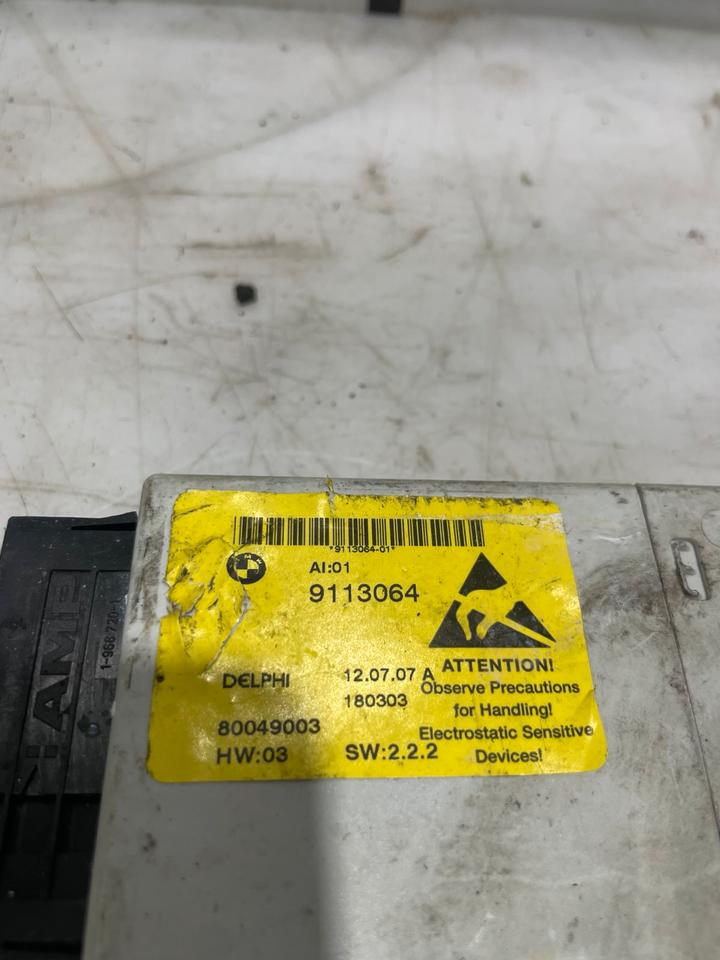 *9113064-01*
BMW
AI:01
9113064
ATTENTION!
DELPHI 12.07.07 A
Observe Precautions
180303
for Handling!
80049003
Electrostatic Sensitive
HW:03 SW:2.2.2
Devices!
AMP